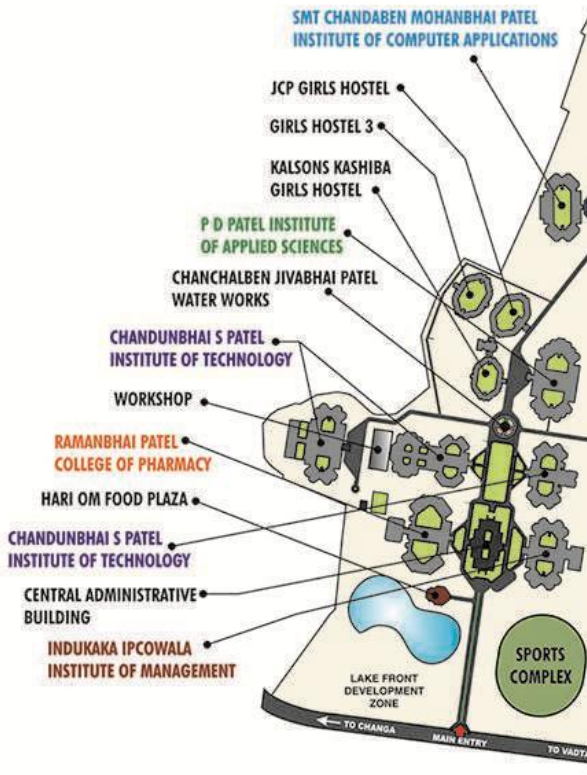 SMT CHANDABEN MOHANBHAI PATEL
INSTITUTE OF COMPUTER APPLICATIONS
JCP GIRLS HOSTEL
GIRLS HOSTEL 3
KALSONS KASHIBA
GIRLS HOSTEL
P D PATEL INSTITUTE
OF APPLIED SCIENCES
CHANCHALBEN JIVABHAI PATEL
WATER WORKS
CHANDUNBHAI S PATEL
INSTITUTE OF TECHNOLOGY
WORKSHOP
RAMANBHAI PATEL
COLLEGE OF PHARMACY
HARI OM FOOD PLAZA
CHANDUNBHAI S PATEL
INSTITUTE OF TECHNOLOGY
CENTRAL ADMINISTRATIVE
BUILDING
INDUKAKA IPCOWALA
INSTITUTE OF MANAGEMENT
SPORTS
COMPLEX
LAKE FRONT
DEVELOPMENT
ZONE
TO CHANGA
MAIN ENTRY
TO VADTA